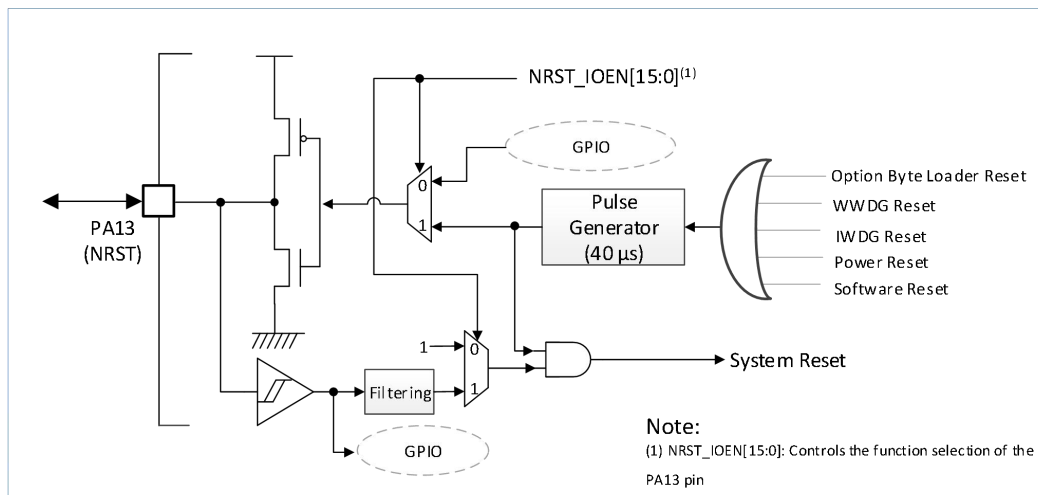 NRST_IOEN[15:0](1)
GPIO
0
1
Pulse
Generator
(40 µs)
Option Byte Loader Reset
WWDG Reset
IWDG Reset
Power Reset
Software Reset
PA13
(NRST)
1
0
1
Filtering
System Reset
GPIO
Note:
(1) NRST_IOEN[15:0]: Controls the function selection of the
PA13 pin